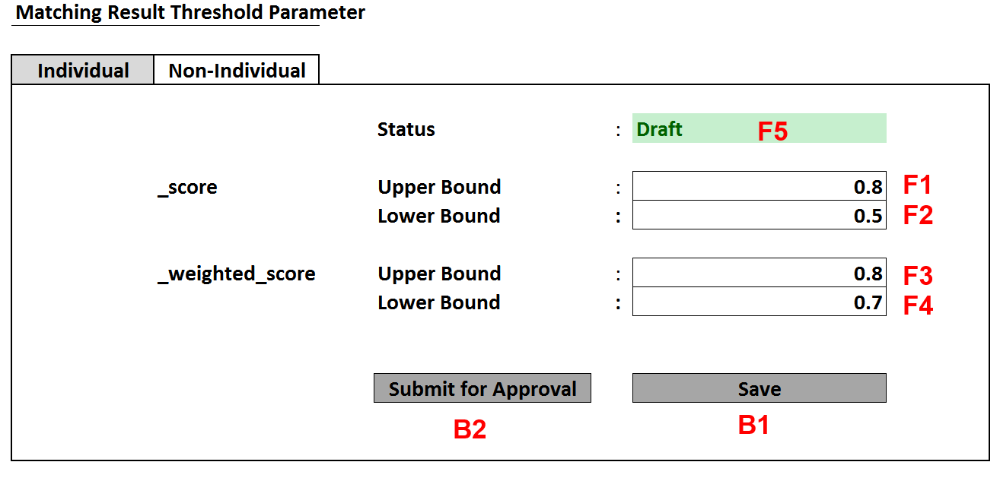 Matching Result Threshold Parameter
Individual Non-Individual
Status : Draft F5
_score Upper Bound : 0.8 F1
Lower Bound : 0.5 F2
_weighted_score Upper Bound : 0.8 F3
Lower Bound : 0.7 F4
Submit for Approval Save
B2 B1